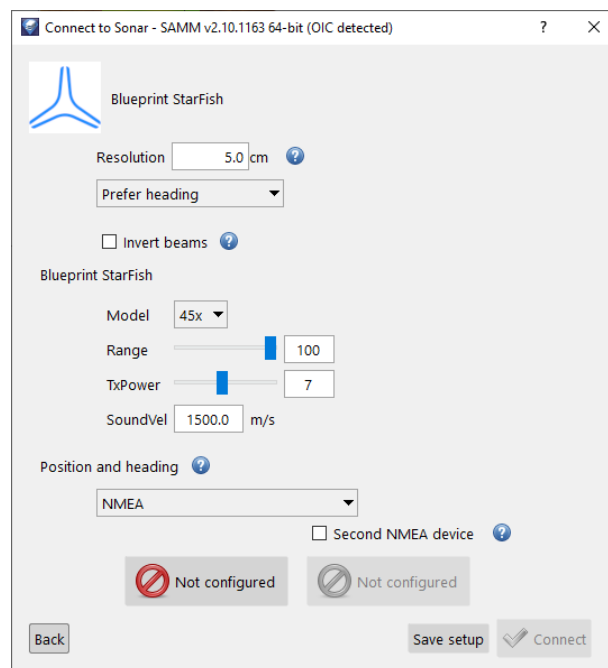 Connect to Sonar - SAMM v2.10.1163 64-bit (OIC detected) ? ×
Blueprint StarFish
Resolution 5.0 cm ?
Prefer heading
Invert beams ?
Blueprint StarFish
Model 45x
Range 100
TxPower 7
SoundVel 1500.0 m/s
Position and heading ?
NMEA
Second NMEA device ?
Not configured Not configured
Back Save setup Connect